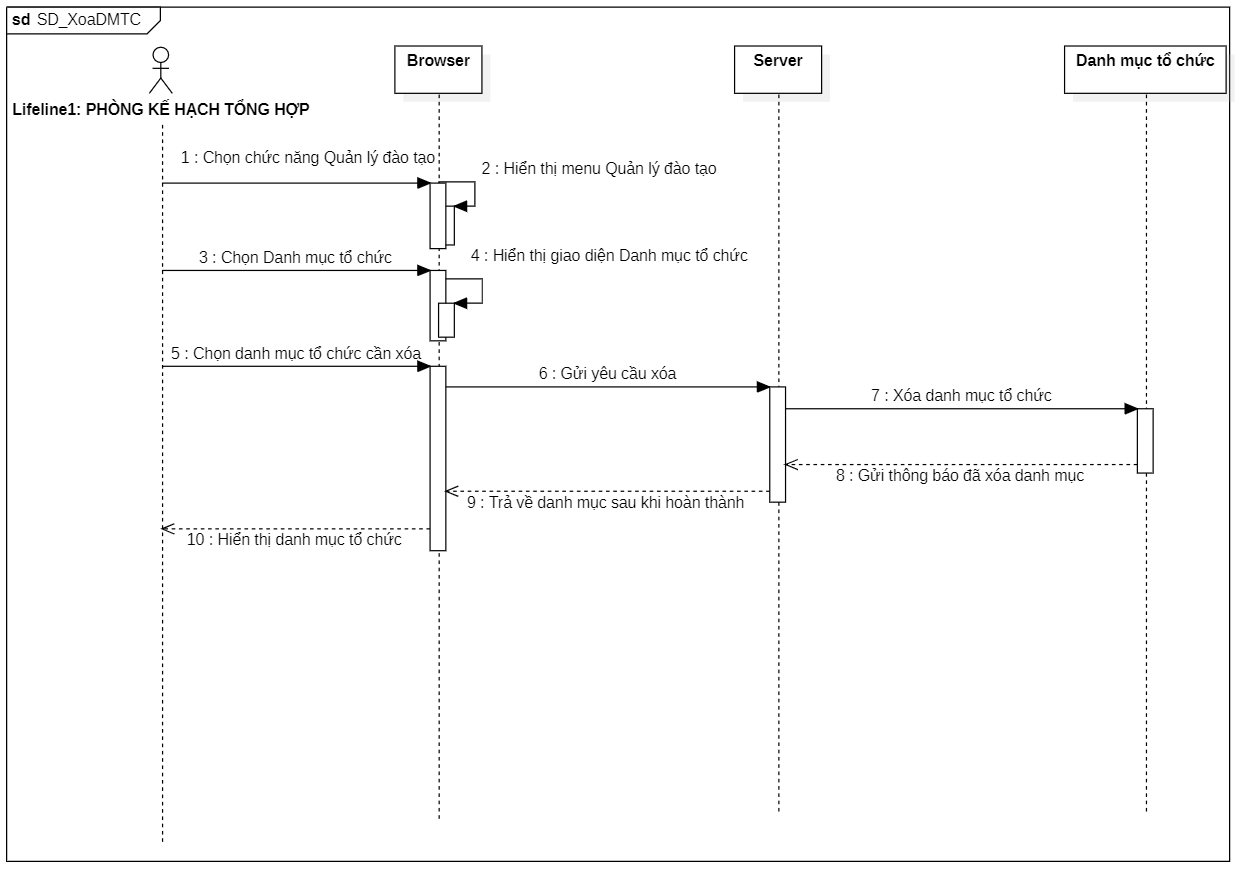 sd SD_XoaDMTC
Browser
Server
Danh mục tổ chức
Lifeline1: PHÒNG KẾ HẠCH TỔNG HỢP
1 : Chọn chức năng Quản lý đào tạo
2 : Hiển thị menu Quản lý đào tạo
3 : Chọn Danh mục tổ chức
4 : Hiển thị giao diện Danh mục tổ chức
5 : Chọn danh mục tổ chức cần xóa
6 : Gửi yêu cầu xóa
7 : Xóa danh mục tổ chức
8 : Gửi thông báo đã xóa danh mục
9 : Trả về danh mục sau khi hoàn thành
10 : Hiển thị danh mục tổ chức